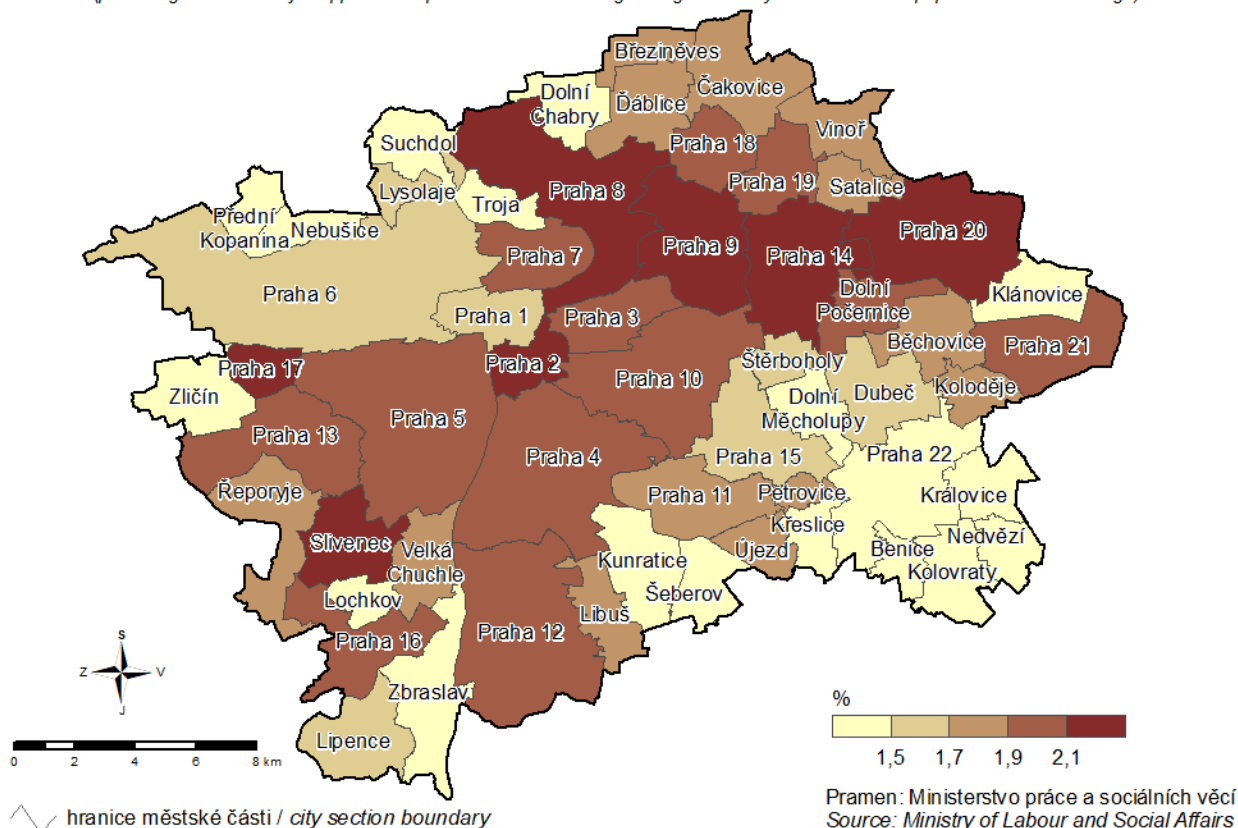 Březiněves
Čakovice
Dolní
Chabry
Ďáblice
Vinoř
Suchdol
Praha 18
Lysolaje
Praha 8
Praha 19
Satalice
Troja
Přední
Kopanina
Nebušice
Praha 20
Praha 9
Praha 14
Praha 7
Praha 6
Dolní
Počernice
Klánovice
Praha 1
Praha 3
Běchovice
Praha 21
Praha 17
Praha 2
Štěrboholy
Praha 10
Koloděje
Zličín
Dubeč
Dolní
Měcholupy
Praha 5
Praha 13
Praha 4
Praha 15
Praha 22
Řeporyje
Praha 11
Petrovice
Královice
Křeslice
Slivenec
Velká
Chuchle
Kunratice
Újezd
Benice
Nedvězí
Kolovraty
Šeberov
Lochkov
Libuš
Praha 16
Praha 12
Zbraslav
Lipence
S
Z V
J
0 2 4 6 8 km
%
1,5 1,7 1,9 2,1
hranice městské části / city section boundary
Pramen: Ministerstvo práce a sociálních věcí
Source: Ministry of Labour and Social Affairs